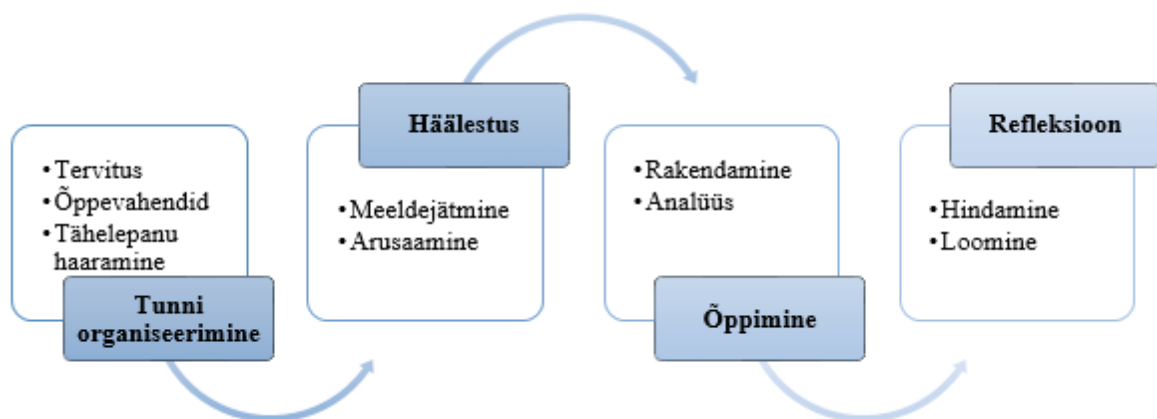 • Tervitus
• Õppevahendid
• Tähelepanu
haaramine
Tunni
organiseerimine
Häälestus
• Meeldejätmine
• Arusaamine
• Rakendamine
• Analüüs
Õppimine
Refleksioon
• Hindamine
• Loomine